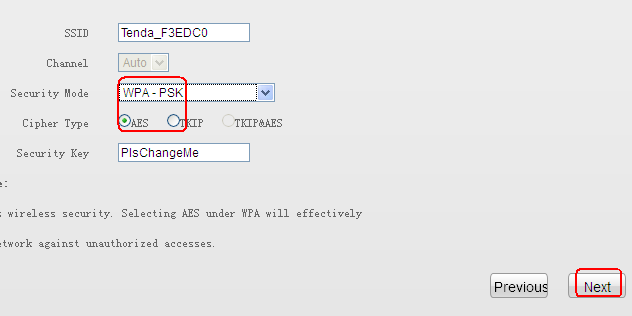 SSID Tenda_F3EDC0
Channel Auto
Security Mode WPA - PSK
Cipher Type AES TKIP TKIP&AES
Security Key PlsChangeMe
e:
wireless security. Selecting AES under WPA will effectively
etwork against unauthorized accesses.
Previous Next